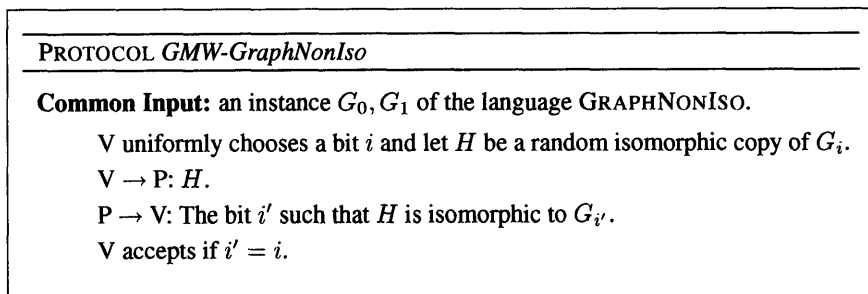 PROTOCOL GMW-GraphNonIso
Common Input: an instance G₀, G₁ of the language GRAPHNONISO.
V uniformly chooses a bit i and let H be a random isomorphic copy of Gᵢ.
V → P: H.
P → V: The bit i′ such that H is isomorphic to Gᵢ′.
V accepts if i′ = i.